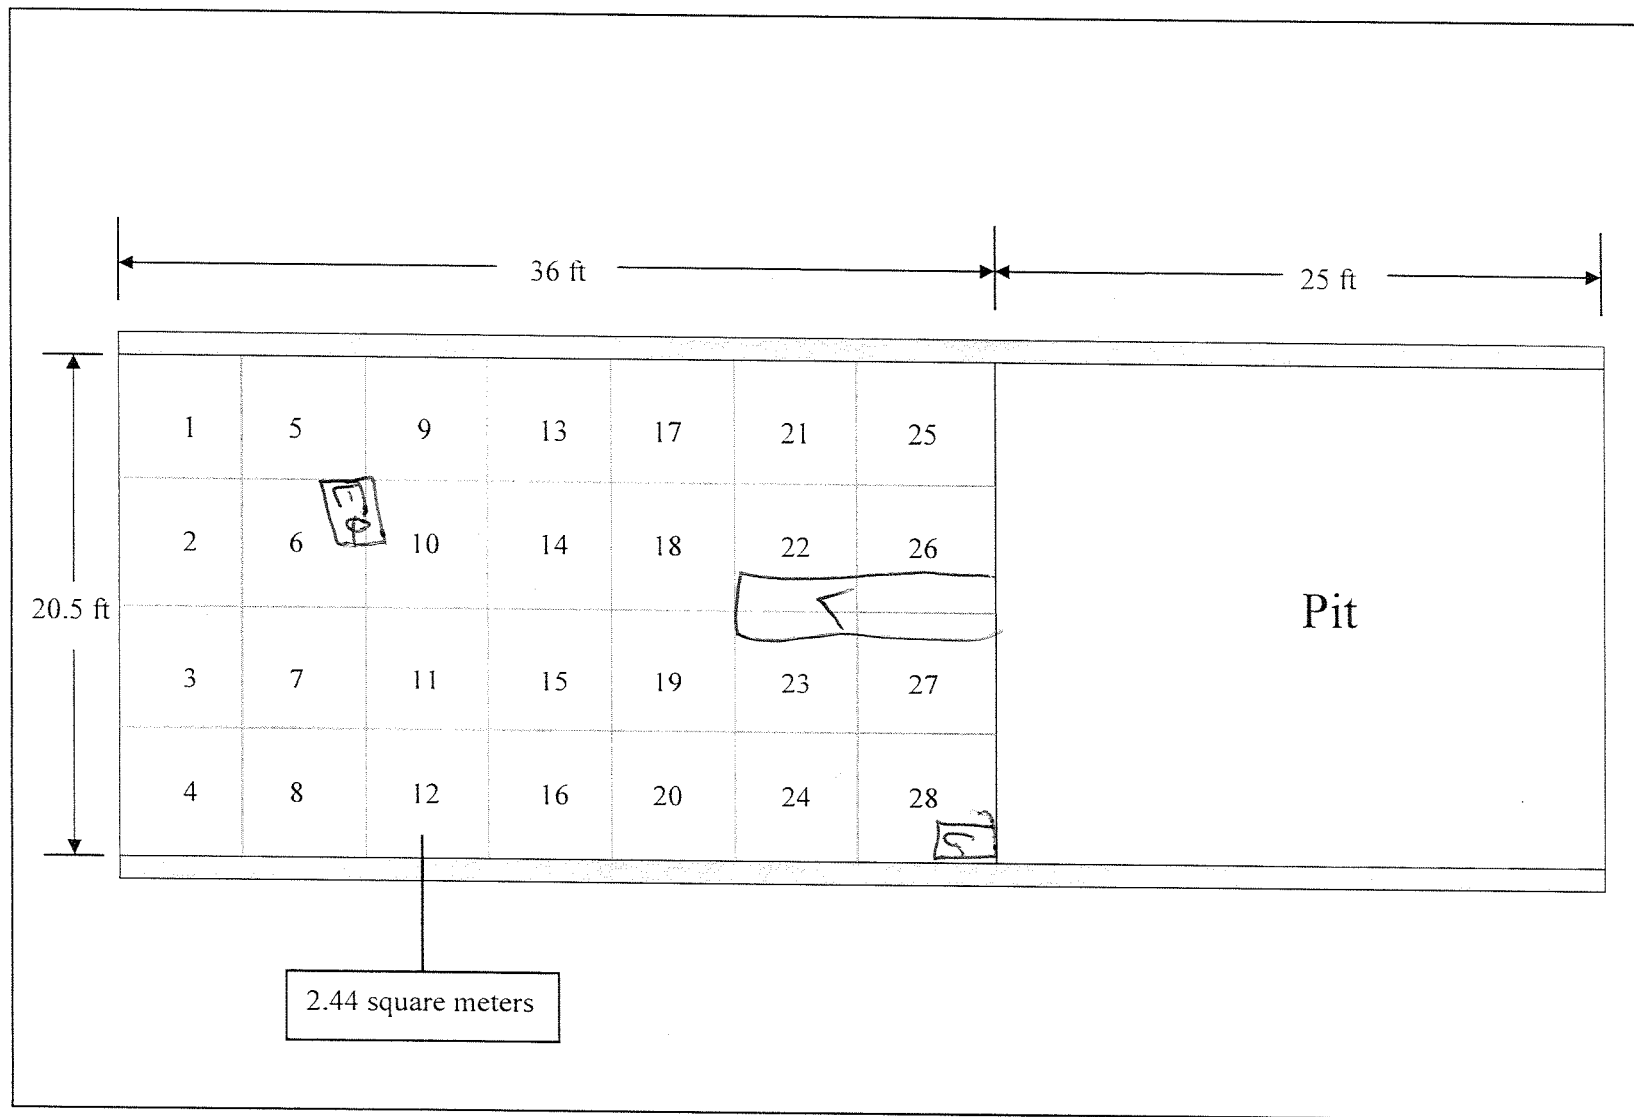 36 ft
25 ft
1 5 9 13 17 21 25
2 6 10 14 18 22 26
20.5 ft
Pit
3 7 11 15 19 23 27
4 8 12 16 20 24 28
2.44 square meters